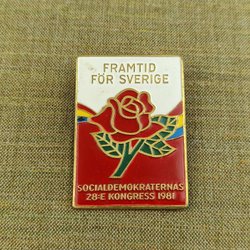 FRAMTID
FÖR SVERIGE
SOCIALDEMOKRATERNAS
28:E KONGRESS 1981